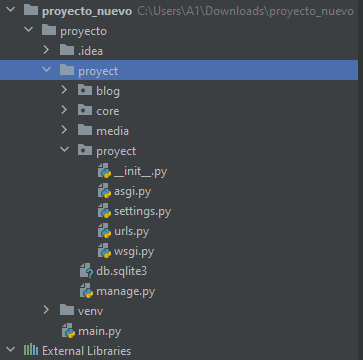 proyecto_nuevo C:\Users\A1\Downloads\proyecto_nuevo
proyecto
.idea
proyect
blog
core
media
proyect
__init__.py
asgi.py
settings.py
urls.py
wsgi.py
db.sqlite3
manage.py
venv
main.py
External Libraries